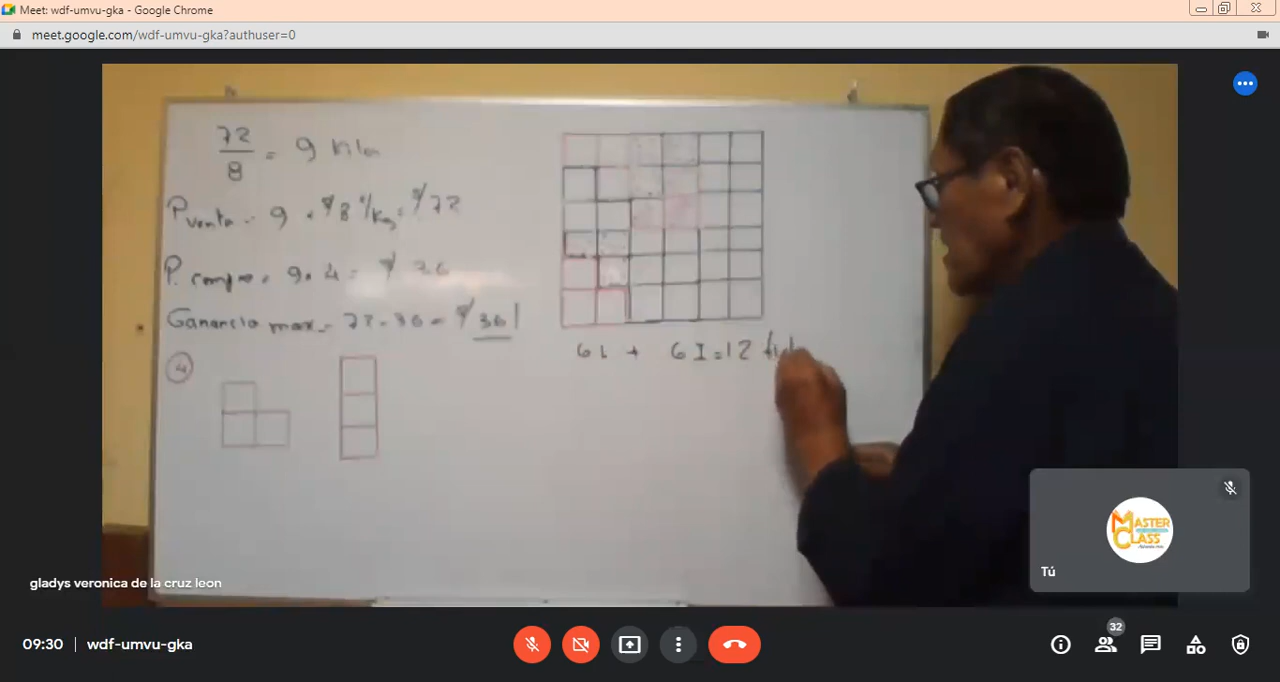 Meet: wdf-umvu-gka - Google Chrome
meet.google.com/wdf-umvu-gka?authuser=0
72/8 = 9 kilos
P venta = 9 × $8 /kg = $72
P. compra = 9 × 4 = $ 36
Ganancia max = 72 - 36 = $ 36
4
6L + 6I = 12
MASTER CLASS
Tú
gladys veronica de la cruz leon
09:30 | wdf-umvu-gka
32